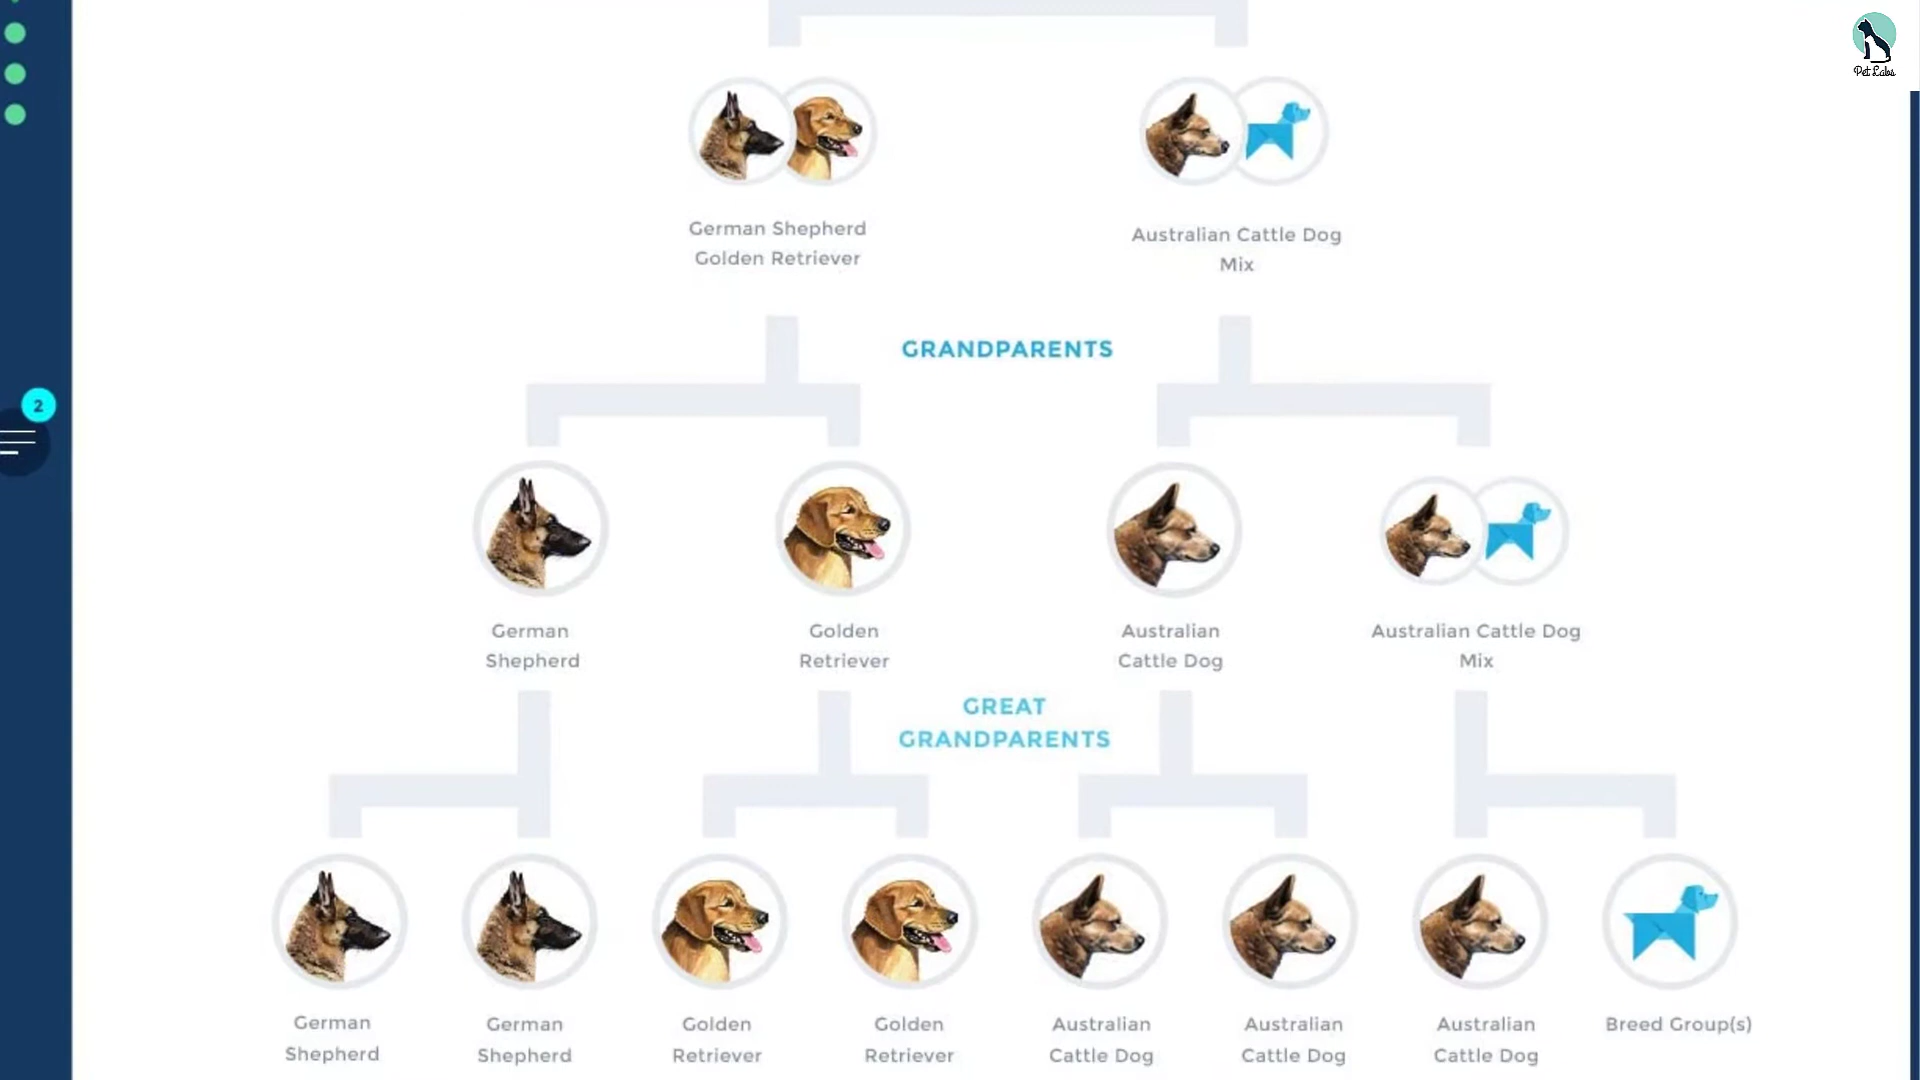 Pet Labs
German Shepherd
Golden Retriever
Australian Cattle Dog
Mix
GRANDPARENTS
2
German
Shepherd
Golden
Retriever
Australian
Cattle Dog
Australian Cattle Dog
Mix
GREAT
GRANDPARENTS
German
Shepherd
German
Shepherd
Golden
Retriever
Golden
Retriever
Australian
Cattle Dog
Australian
Cattle Dog
Australian
Cattle Dog
Breed Group(s)